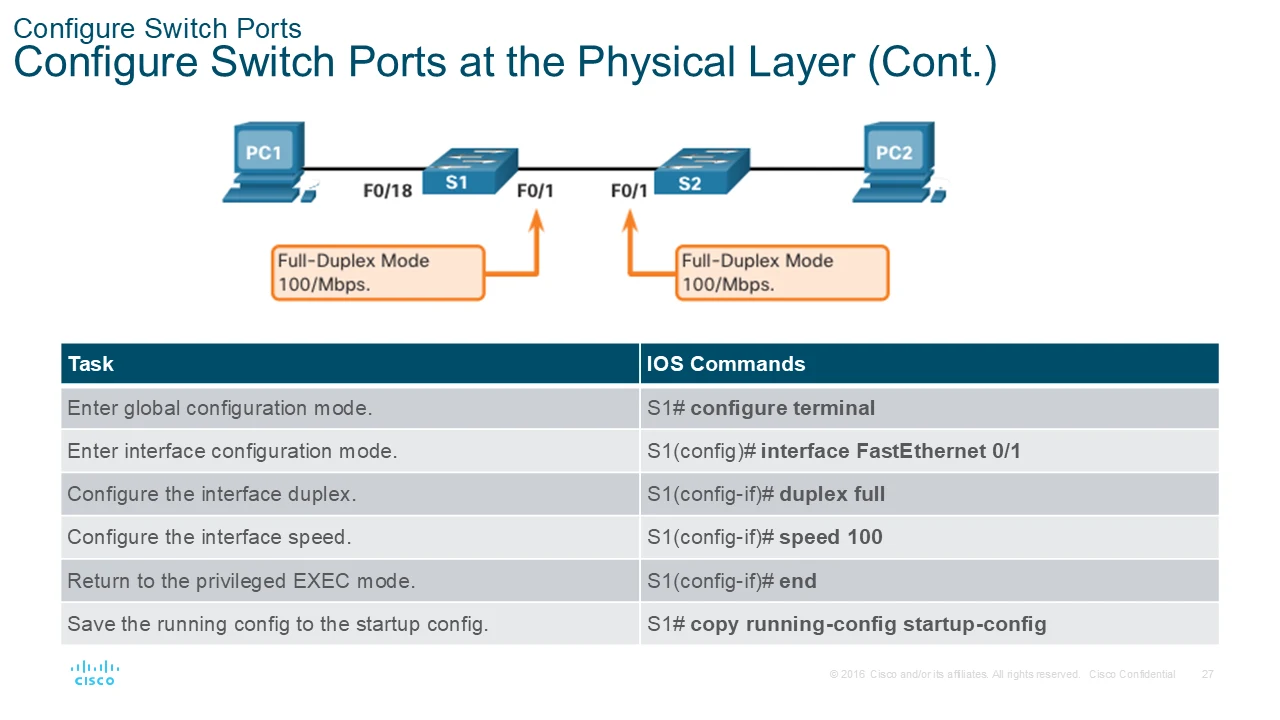 Configure Switch Ports
Configure Switch Ports at the Physical Layer (Cont.)
PC1
F0/18
S1
F0/1
F0/1
S2
PC2
Full-Duplex Mode
100/Mbps.
Full-Duplex Mode
100/Mbps.
Task IOS Commands
Enter global configuration mode. S1# configure terminal
Enter interface configuration mode. S1(config)# interface FastEthernet 0/1
Configure the interface duplex. S1(config-if)# duplex full
Configure the interface speed. S1(config-if)# speed 100
Return to the privileged EXEC mode. S1(config-if)# end
Save the running config to the startup config. S1# copy running-config startup-config
CISCO
© 2016 Cisco and/or its affiliates. All rights reserved. Cisco Confidential 27